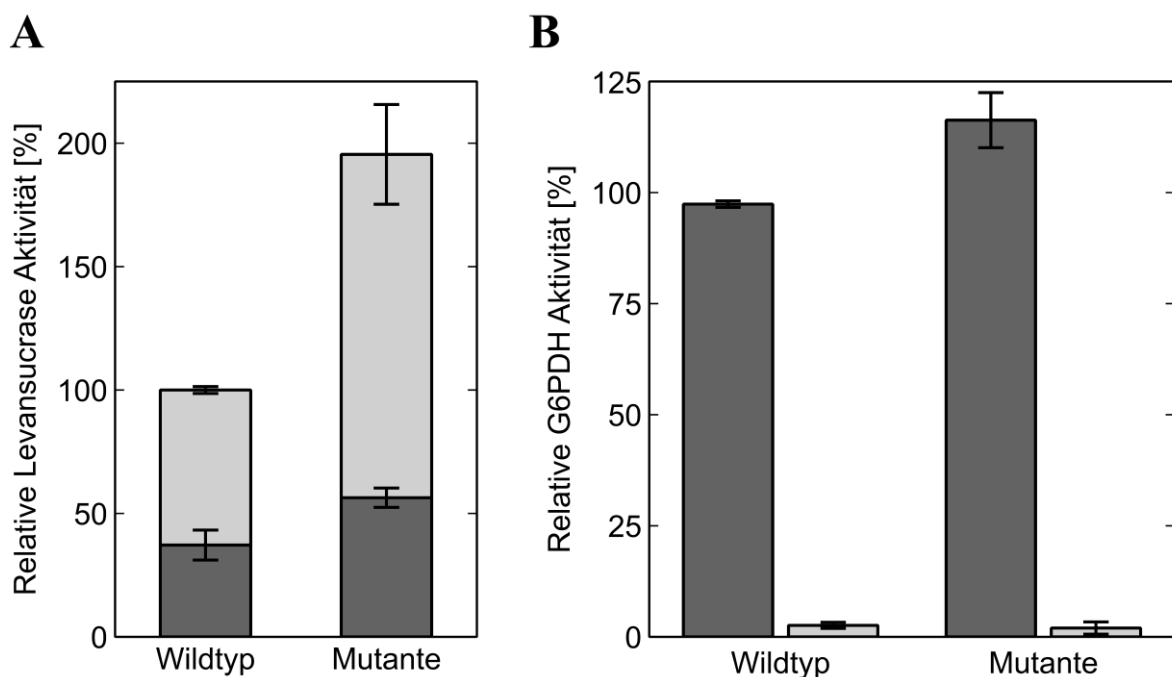 A
Relative Levansucrase Aktivität [%]
200
150
100
50
0
Wildtyp
Mutante
B
Relative G6PDH Aktivität [%]
125
100
75
50
25
0
Wildtyp
Mutante